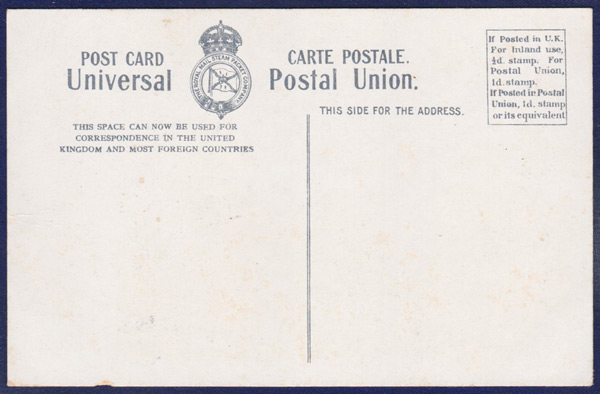 POST CARD
Universal
THE ROYAL MAIL STEAM PACKET COMPANY
CARTE POSTALE.
Postal Union.
THIS SPACE CAN NOW BE USED FOR
CORRESPONDENCE IN THE UNITED
KINGDOM AND MOST FOREIGN COUNTRIES
THIS SIDE FOR THE ADDRESS.
If Posted in U.K.
For Inland use,
½d. stamp. For
Postal Union,
1d. stamp.
If Posted in Postal
Union, 1d. stamp
or its equivalent